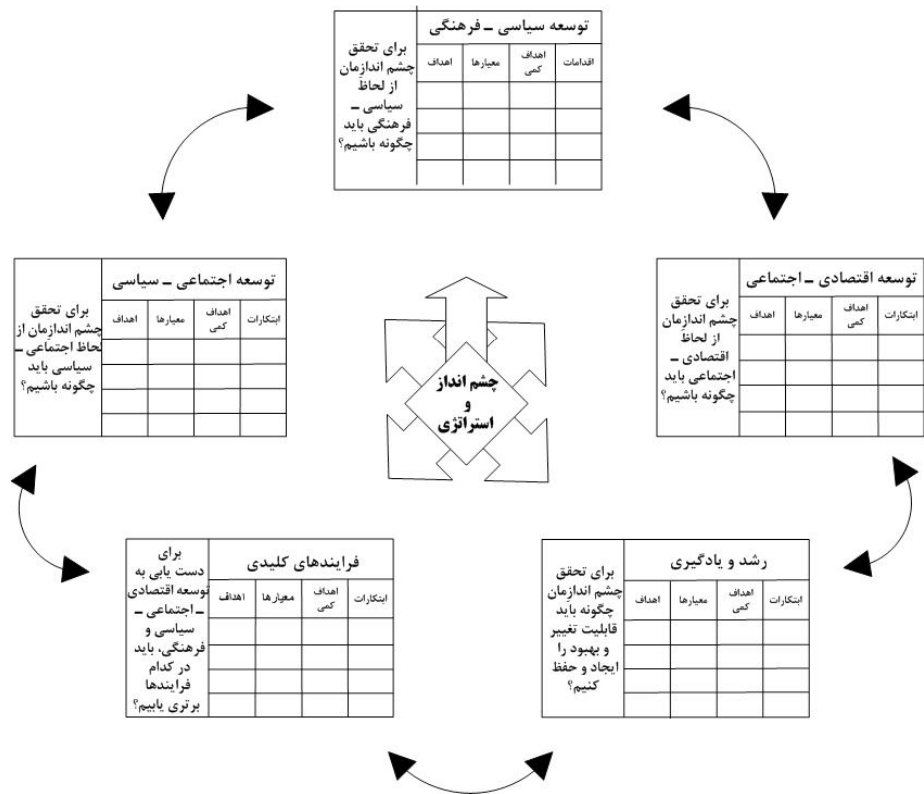 توسعه سیاسی ـ فرهنگی
برای تحقق
چشم اندازمان
از لحاظ
سیاسی ـ
فرهنگی باید
چگونه باشیم؟
اهداف
معیارها
اهداف
کمی
اقدامات
توسعه اقتصادی ـ اجتماعی
برای تحقق
چشم اندازمان
از لحاظ
اقتصادی ـ
اجتماعی باید
چگونه باشیم؟
اهداف
معیارها
اهداف
کمی
ابتکارات
توسعه اجتماعی ـ سیاسی
برای تحقق
چشم اندازمان از
لحاظ اجتماعی ـ
سیاسی باید
چگونه باشیم؟
اهداف
معیارها
اهداف
کمی
ابتکارات
چشم انداز
و
استراتژی
رشد و یادگیری
برای تحقق
چشم اندازمان
چگونه باید
قابلیت تغییر
و بهبود را
ایجاد و حفظ
کنیم؟
اهداف
معیارها
اهداف
کمی
ابتکارات
فرایندهای کلیدی
برای
دست یابی به
توسعه اقتصادی
ـ اجتماعی ـ
سیاسی و
فرهنگی، باید
در کدام
فرایندها
برتری یابیم؟
اهداف
معیارها
اهداف
کمی
ابتکارات